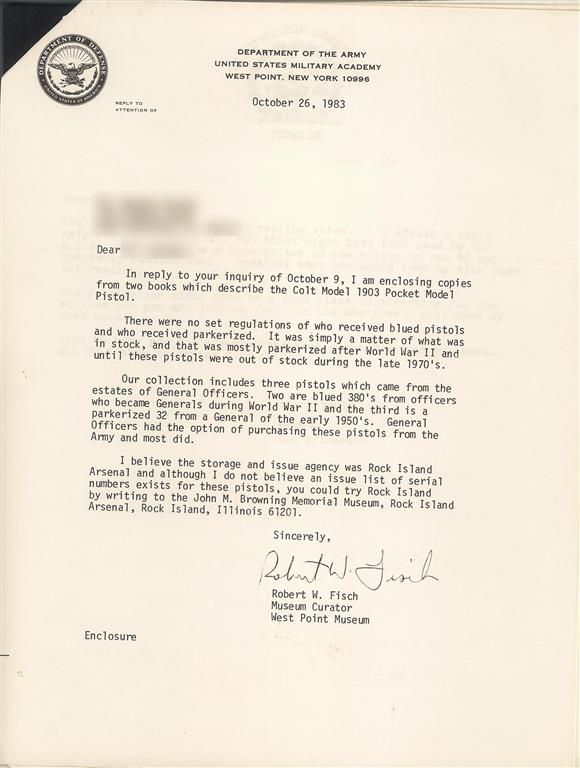 DEPARTMENT OF DEFENSE
UNITED STATES OF AMERICA
DEPARTMENT OF THE ARMY
UNITED STATES MILITARY ACADEMY
WEST POINT, NEW YORK 10996
REPLY TO
ATTENTION OF
October 26, 1983
Dear
In reply to your inquiry of October 9, I am enclosing copies
from two books which describe the Colt Model 1903 Pocket Model
Pistol.
There were no set regulations of who received blued pistols
and who received parkerized. It was simply a matter of what was
in stock, and that was mostly parkerized after World War II and
until these pistols were out of stock during the late 1970's.
Our collection includes three pistols which came from the
estates of General Officers. Two are blued 380's from officers
who became Generals during World War II and the third is a
parkerized 32 from a General of the early 1950's. General
Officers had the option of purchasing these pistols from the
Army and most did.
I believe the storage and issue agency was Rock Island
Arsenal and although I do not believe an issue list of serial
numbers exists for these pistols, you could try Rock Island
by writing to the John M. Browning Memorial Museum, Rock Island
Arsenal, Rock Island, Illinois 61201.
Sincerely,
Robert W. Fisch
Robert W. Fisch
Museum Curator
West Point Museum
Enclosure